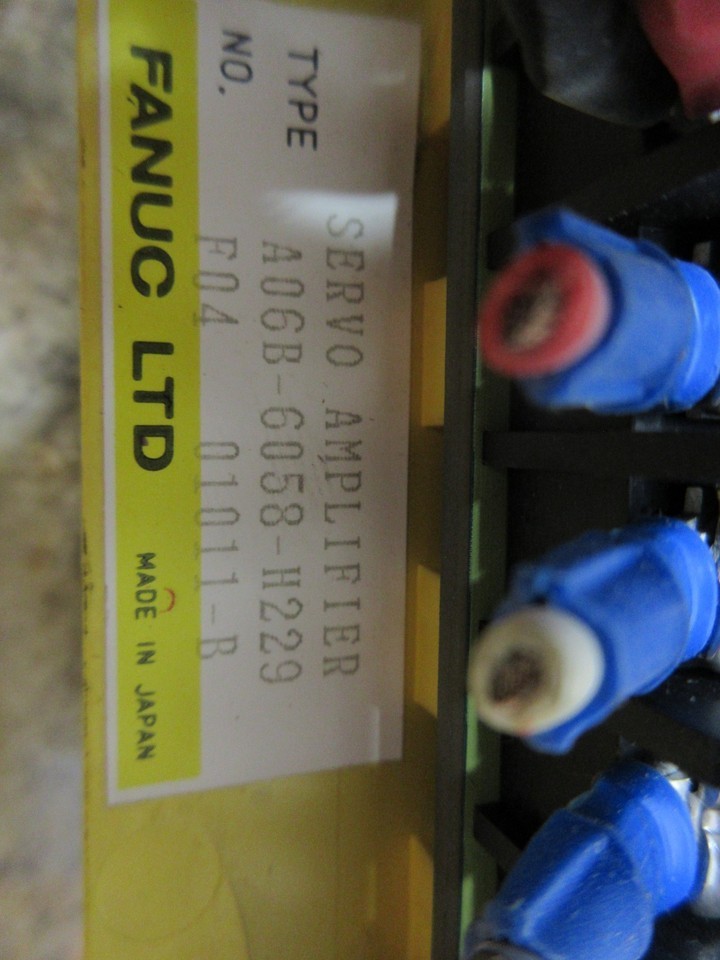 SERVO AMPLIFIER
TYPE A06B-6058-H229
NO. F04 01011-B
FANUC LTD MADE IN JAPAN